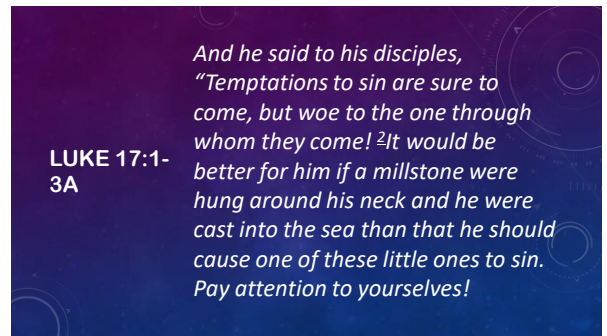 LUKE 17:1-
3A
And he said to his disciples,
“Temptations to sin are sure to
come, but woe to the one through
whom they come! 2It would be
better for him if a millstone were
hung around his neck and he were
cast into the sea than that he should
cause one of these little ones to sin.
Pay attention to yourselves!